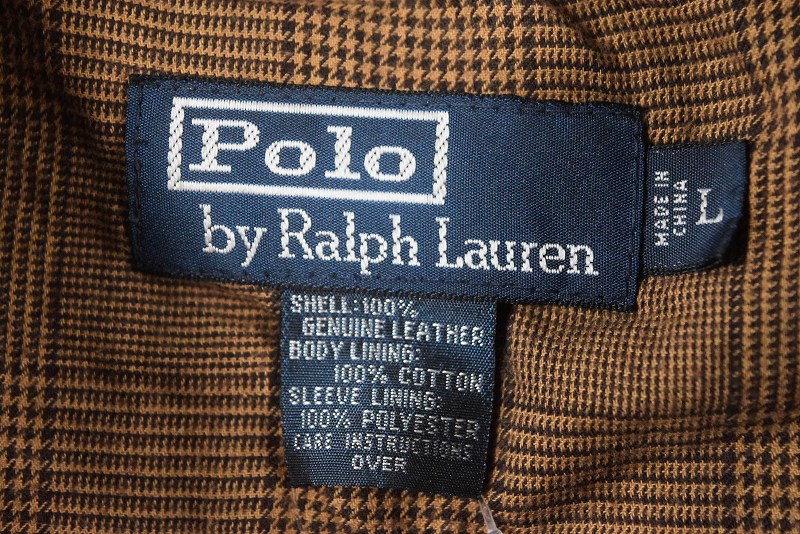 Polo
by Ralph Lauren
MADE IN
CHINA
L
SHELL:100%
GENUINE LEATHER
BODY LINING:
100% COTTON
SLEEVE LINING:
100% POLYESTER
CARE INSTRUCTIONS
OVER